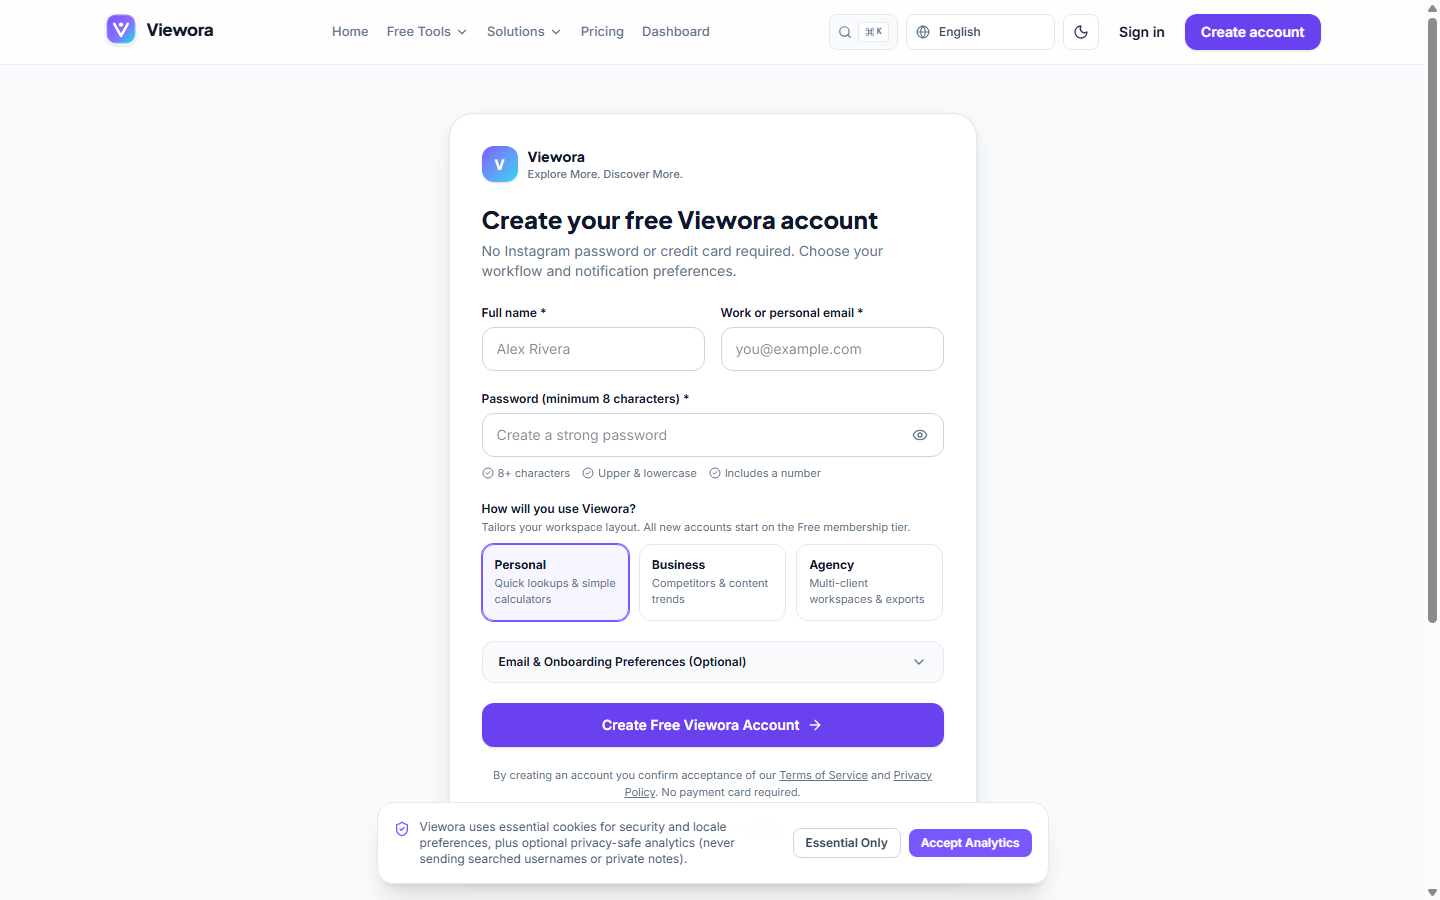 Viewora
Home
Free Tools
Solutions
Pricing
Dashboard
⌘K
English
Sign in
Create account
V
Viewora
Explore More. Discover More.
Create your free Viewora account
No Instagram password or credit card required. Choose your
workflow and notification preferences.
Full name *
Work or personal email *
Alex Rivera
you@example.com
Password (minimum 8 characters) *
Create a strong password
8+ characters
Upper & lowercase
Includes a number
How will you use Viewora?
Tailors your workspace layout. All new accounts start on the Free membership tier.
Personal
Quick lookups & simple
calculators
Business
Competitors & content
trends
Agency
Multi-client
workspaces & exports
Email & Onboarding Preferences (Optional)
Create Free Viewora Account →
By creating an account you confirm acceptance of our Terms of Service and Privacy
Policy. No payment card required.
Viewora uses essential cookies for security and locale
preferences, plus optional privacy-safe analytics (never
sending searched usernames or private notes).
Essential Only
Accept Analytics